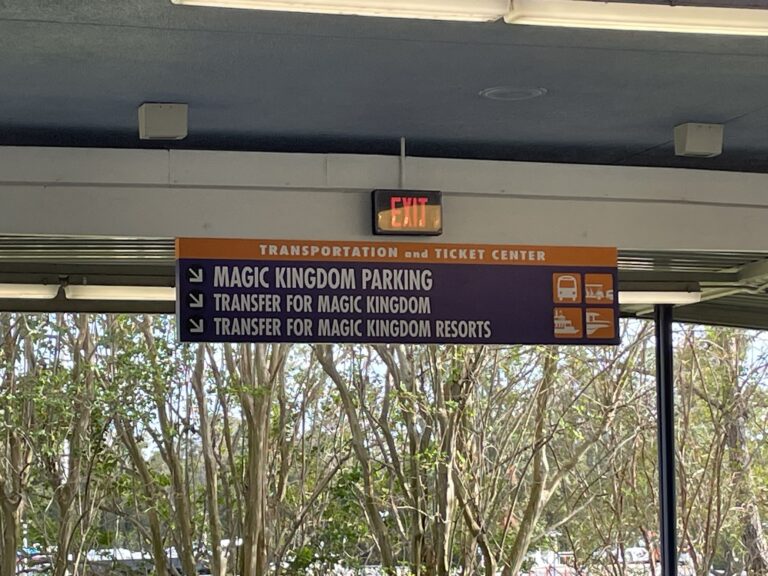 EXIT
TRANSPORTATION and TICKET CENTER
MAGIC KINGDOM PARKING
TRANSFER FOR MAGIC KINGDOM
TRANSFER FOR MAGIC KINGDOM RESORTS